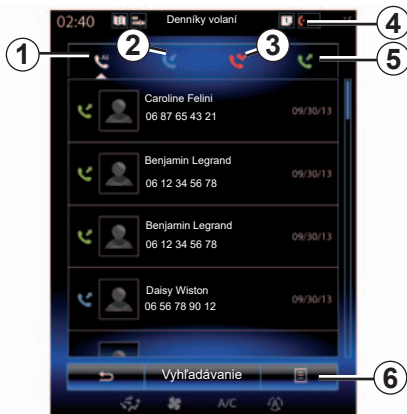 02:40 Denníky volaní
1 2 3 4
5
Caroline Felini
06 87 65 43 21
09/30/13
Benjamin Legrand
06 12 34 56 78
09/30/13
Benjamin Legrand
06 12 34 56 78
09/30/13
Daisy Wiston
06 56 78 90 12
09/30/13
Vyhľadávanie
6
A/C